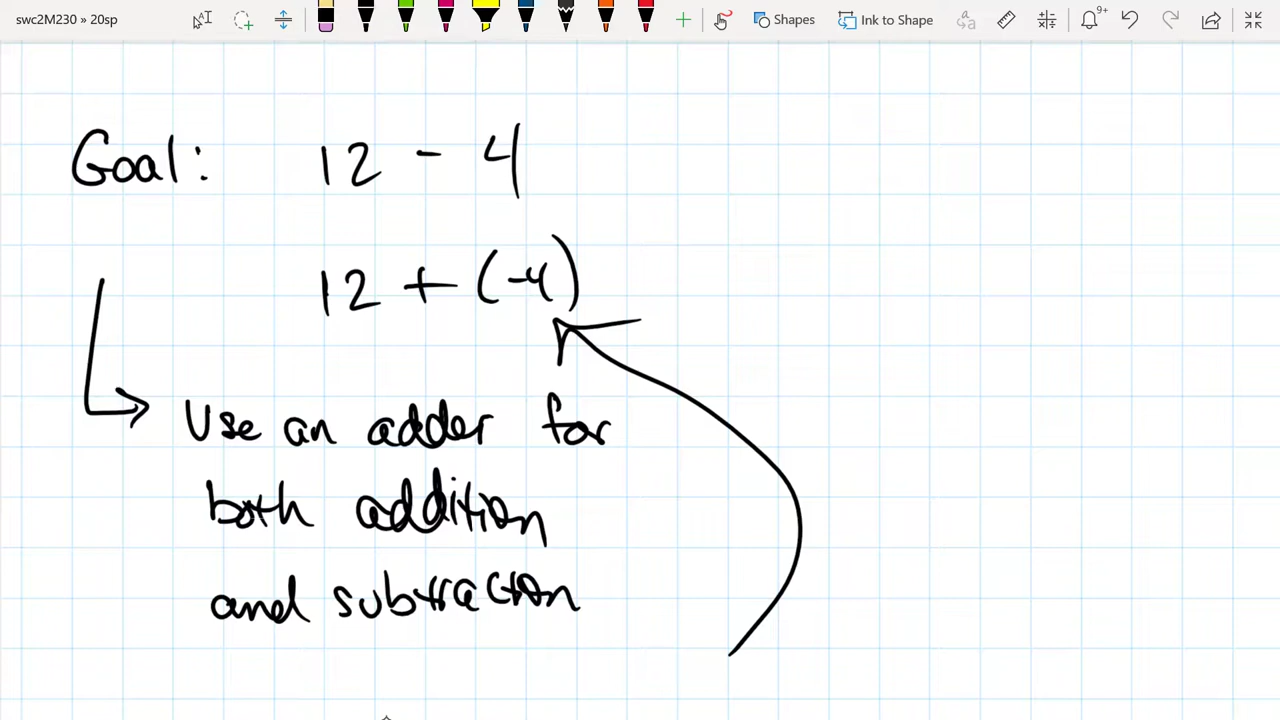 swc2M230 » 20sp
Shapes
Ink to Shape
9+
Goal: 12 - 4
12 + (-4)
Use an adder for
both addition
and subtraction